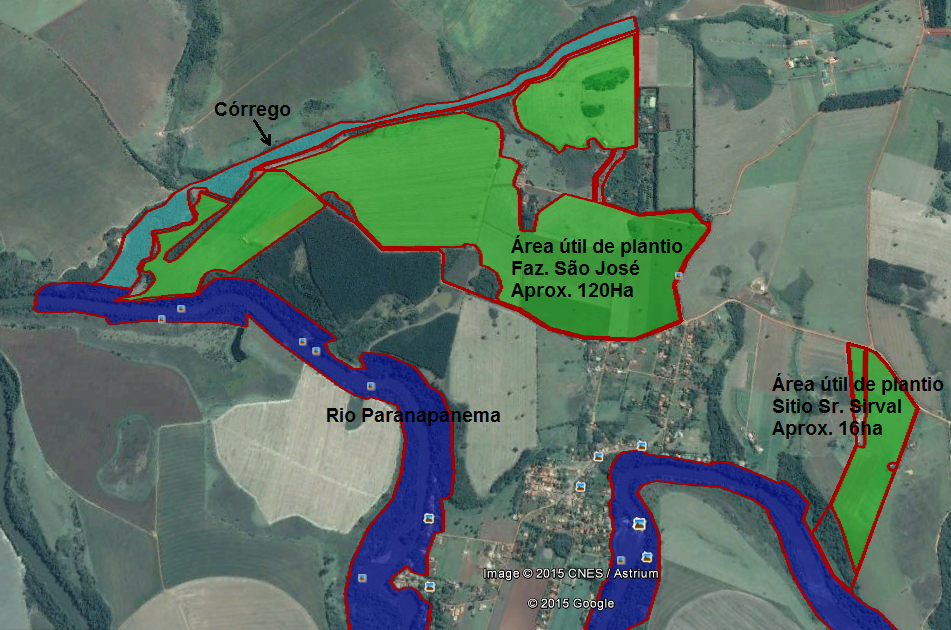 Córrego
Área útil de plantio
Faz. São José
Aprox. 120Ha
Área útil de plantio
Sitio Sr. Sirval
Aprox. 16ha
Rio Paranapanema
Image © 2015 CNES / Astrium
© 2015 Google